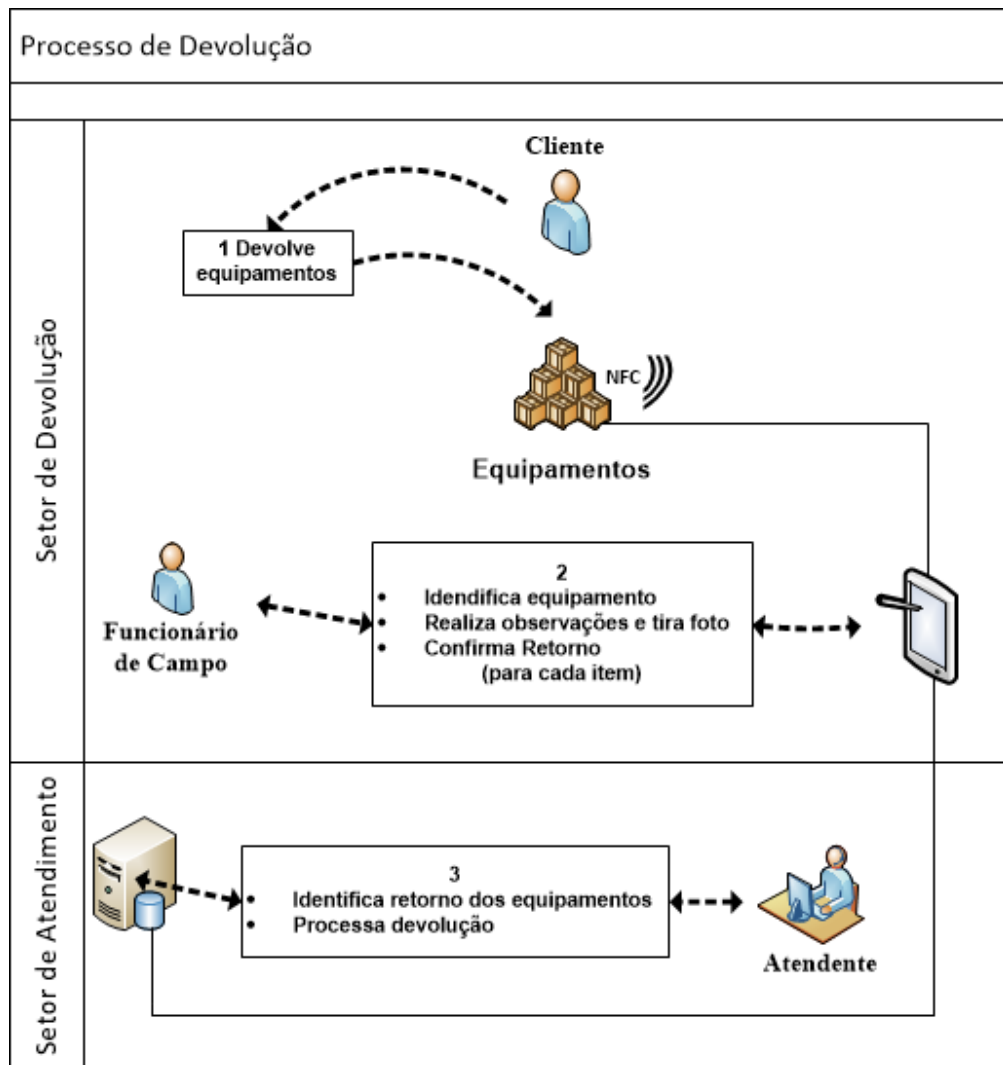 Processo de Devolução
Setor de Devolução
Cliente
1 Devolve
equipamentos
NFC
Equipamentos
Funcionário
de Campo
2
• Idendifica equipamento
• Realiza observações e tira foto
• Confirma Retorno
(para cada item)
Setor de Atendimento
3
• Identifica retorno dos equipamentos
• Processa devolução
Atendente